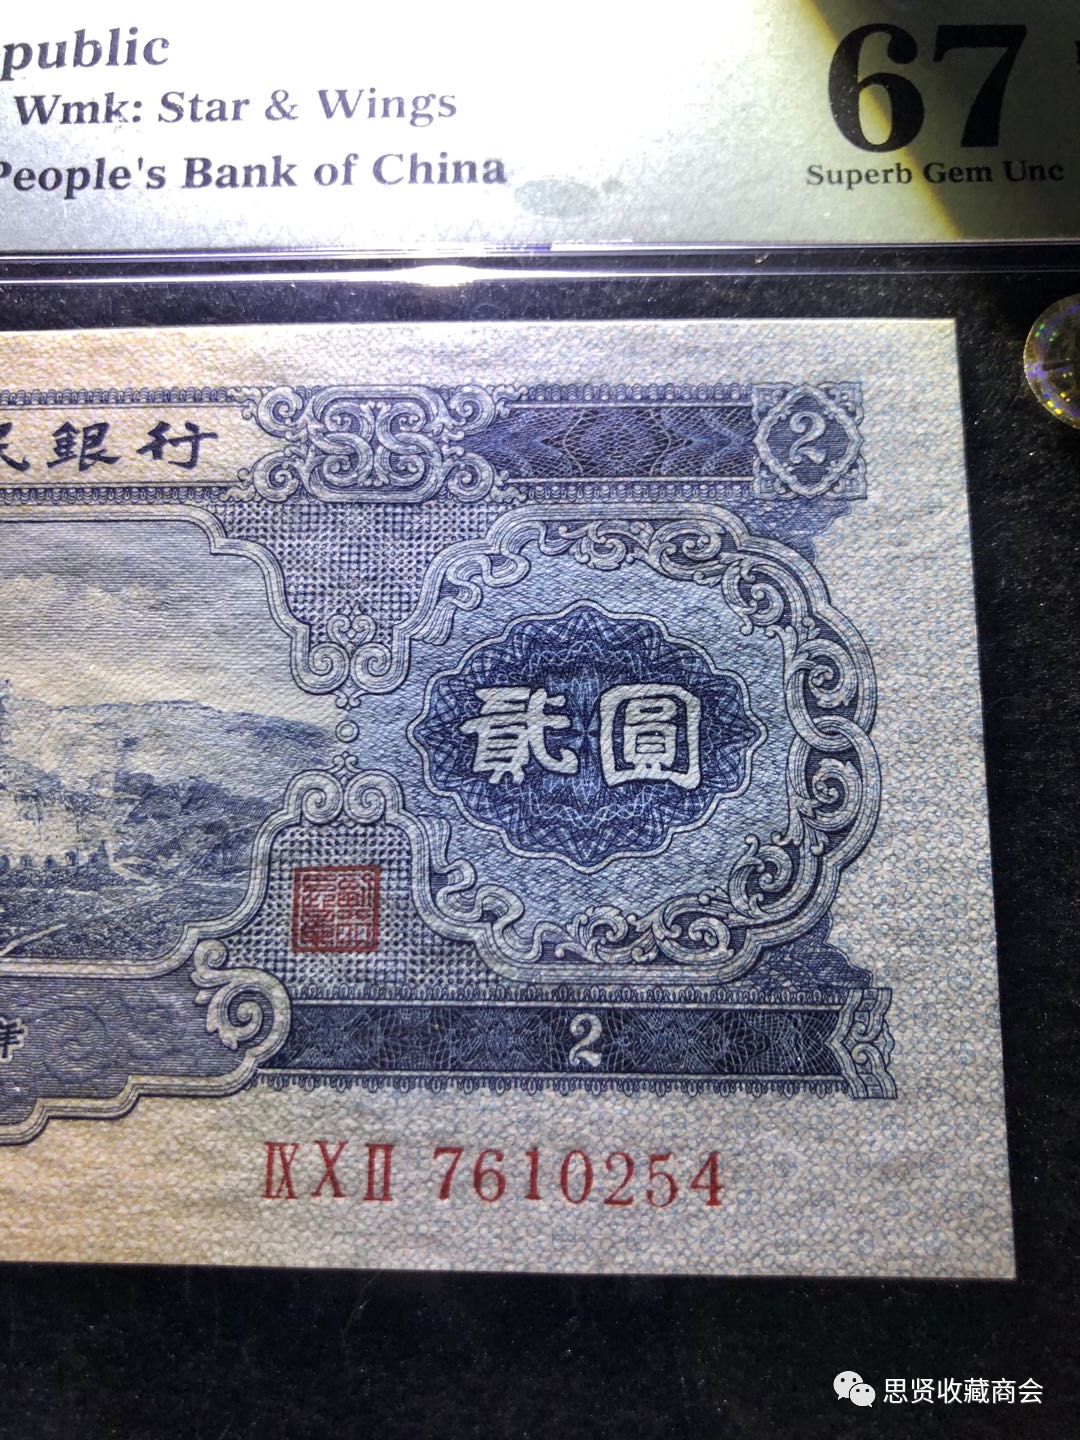 public
67
Wmk: Star & Wings
People's Bank of China
Superb Gem Unc
民銀行
2
貳圓
2
年
ⅨⅩⅡ 7610254
思贤收藏商会